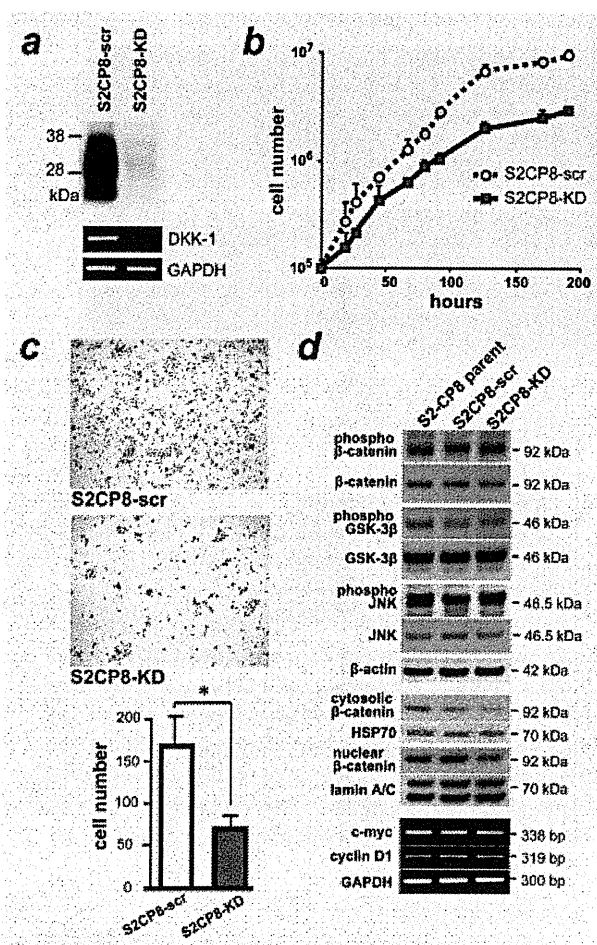 a
S2CP8-scr
S2CP8-KD
38
28
kDa
DKK-1
GAPDH
b
10⁷
10⁶
10⁵
cell number
S2CP8-scr
S2CP8-KD
0 50 100 150 200
hours
c
S2CP8-scr
S2CP8-KD
*
200
150
100
50
0
cell number
S2CP8-scr
S2CP8-KD
d
S2-CP8 parent
S2CP8-scr
S2CP8-KD
phospho
β-catenin
92 kDa
β-catenin
92 kDa
phospho
GSK-3β
46 kDa
GSK-3β
46 kDa
phospho
JNK
46.5 kDa
JNK
46.5 kDa
β-actin
42 kDa
cytosolic
β-catenin
92 kDa
HSP70
70 kDa
nuclear
β-catenin
92 kDa
lamin A/C
70 kDa
c-myc
338 bp
cyclin D1
319 bp
GAPDH
300 bp